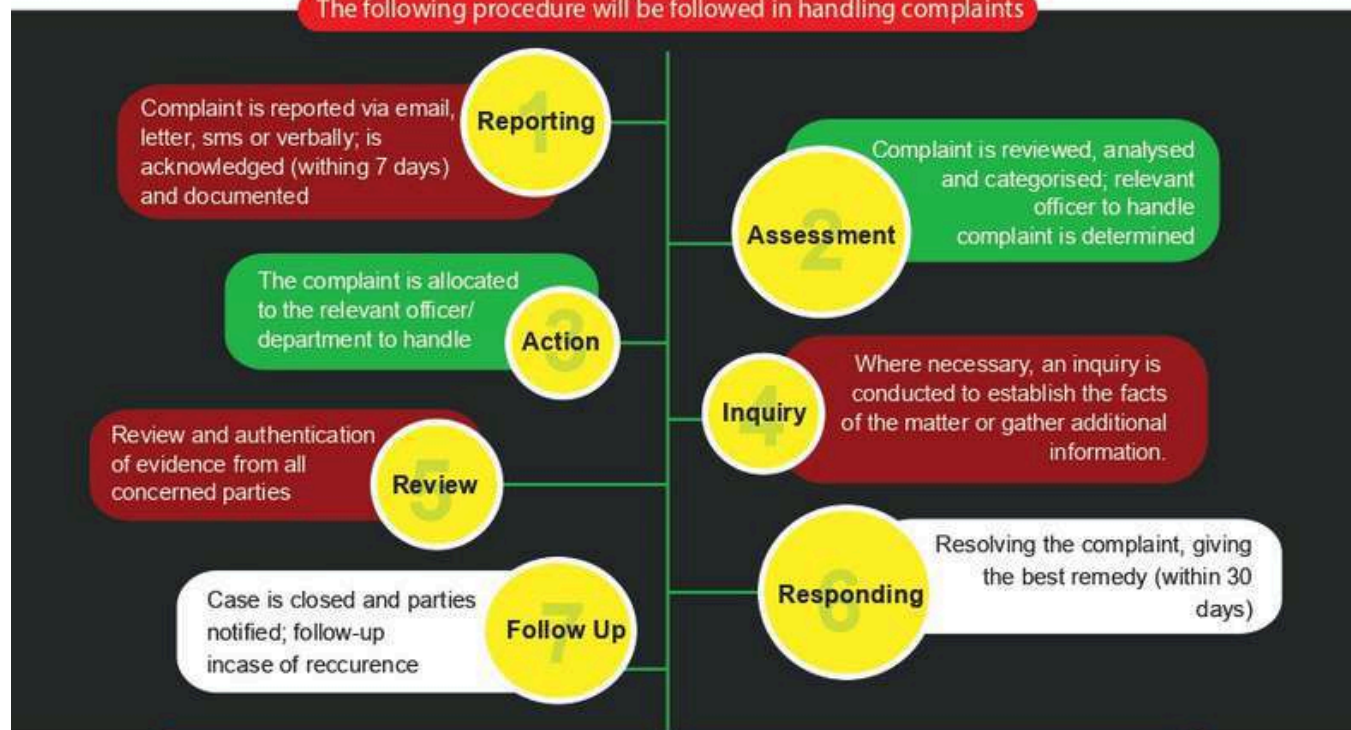 The following procedure will be followed in handling complaints
1
Reporting
Complaint is reported via email,
letter, sms or verbally; is
acknowledged (withing 7 days)
and documented
2
Assessment
Complaint is reviewed, analysed
and categorised; relevant
officer to handle
complaint is determined
3
Action
The complaint is allocated
to the relevant officer/
department to handle
4
Inquiry
Where necessary, an inquiry is
conducted to establish the facts
of the matter or gather additional
information.
5
Review
Review and authentication
of evidence from all
concerned parties
6
Responding
Resolving the complaint, giving
the best remedy (within 30
days)
7
Follow Up
Case is closed and parties
notified; follow-up
incase of reccurence